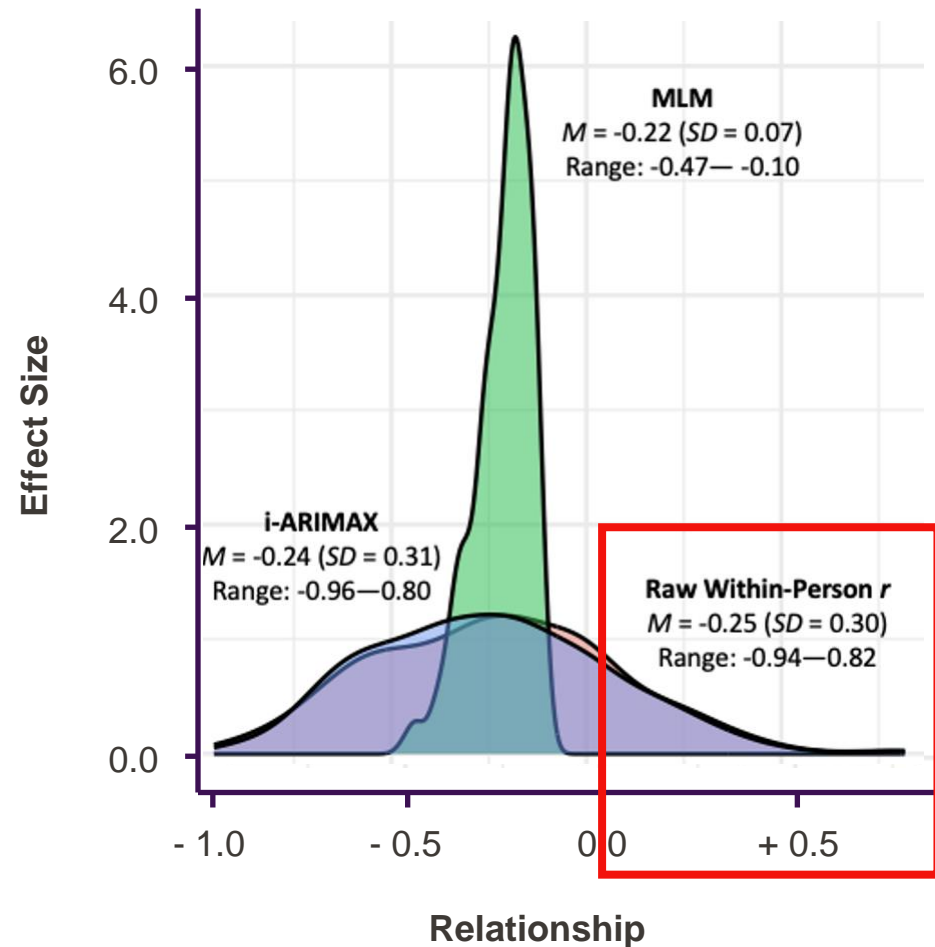 6.0
4.0
2.0
0.0
Effect Size
MLM
M = -0.22 (SD = 0.07)
Range: -0.47— -0.10
i-ARIMAX
M = -0.24 (SD = 0.31)
Range: -0.96—0.80
Raw Within-Person r
M = -0.25 (SD = 0.30)
Range: -0.94—0.82
- 1.0
- 0.5
0.0
+ 0.5
Relationship